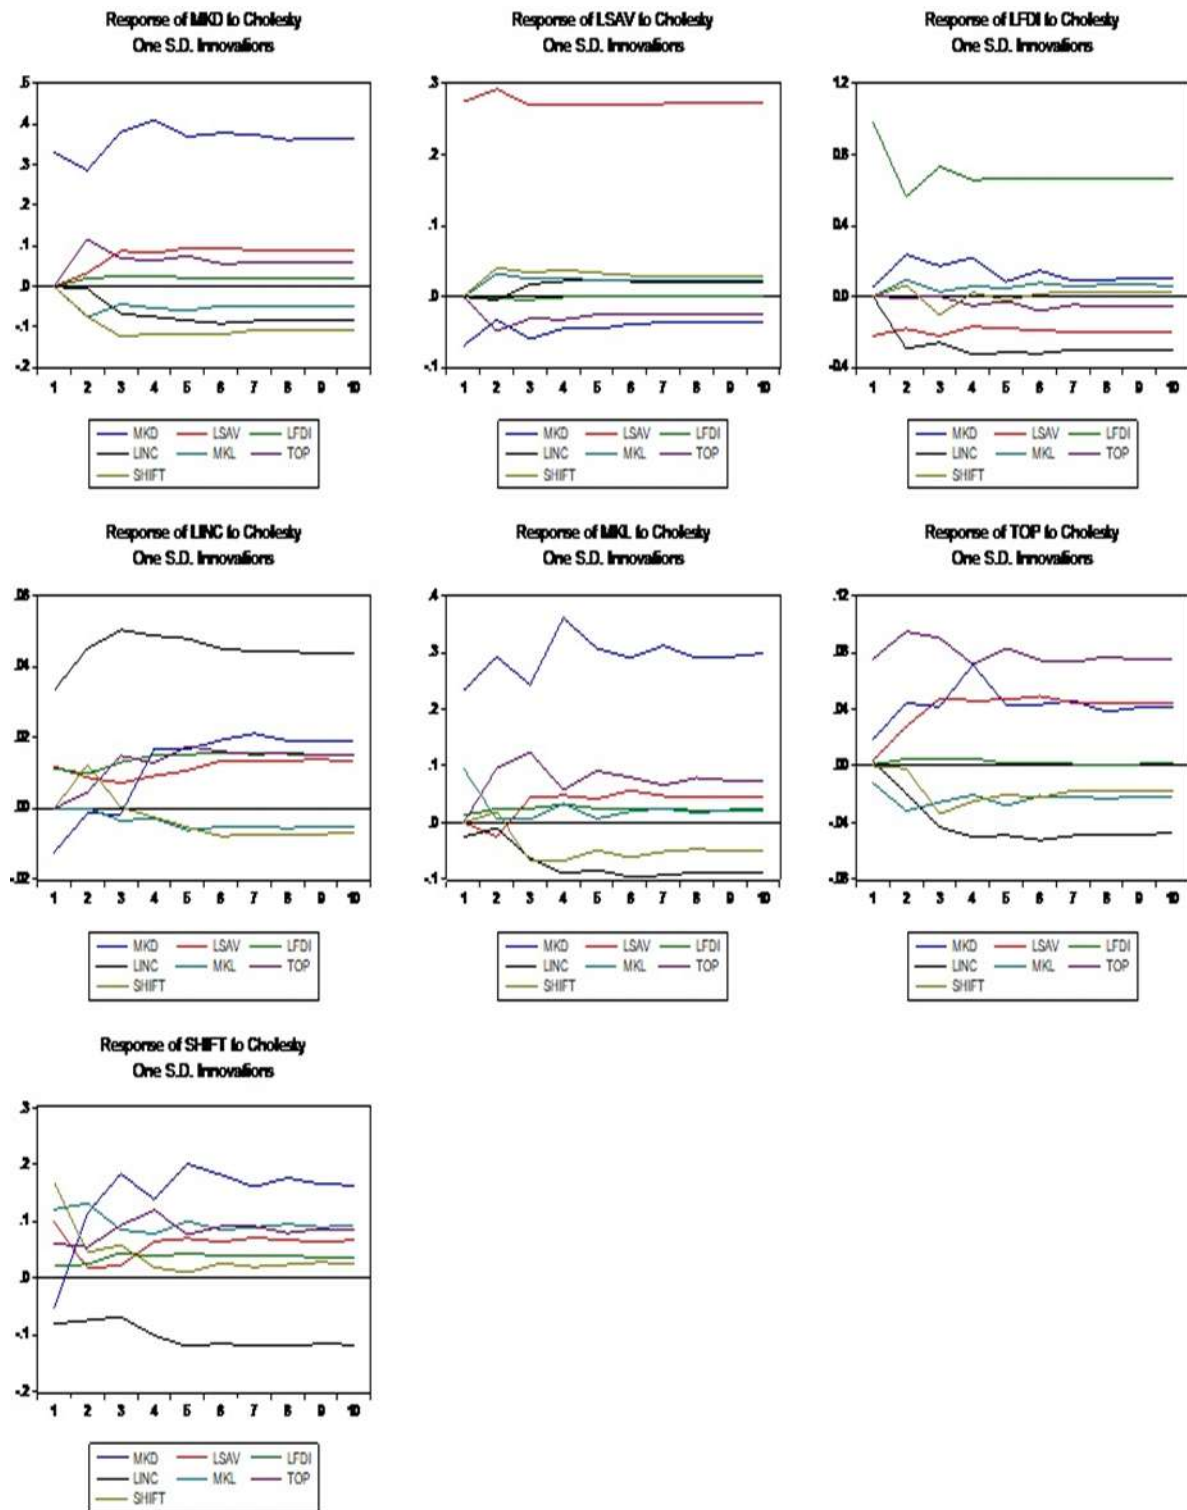 Response of MKD to Cholesky
One S.D. Innovations
.5
.4
.3
.2
.1
.0
-.1
-.2
1 2 3 4 5 6 7 8 9 10
MKD LSAV LFDI
LINC MKL TOP
SHIFT
Response of LSAV to Cholesky
One S.D. Innovations
.3
.2
.1
.0
-.1
1 2 3 4 5 6 7 8 9 10
MKD LSAV LFDI
LINC MKL TOP
SHIFT
Response of LFDI to Cholesky
One S.D. Innovations
1.2
0.8
0.4
0.0
-0.4
1 2 3 4 5 6 7 8 9 10
MKD LSAV LFDI
LINC MKL TOP
SHIFT
Response of LINC to Cholesky
One S.D. Innovations
.06
.04
.02
.00
-.02
1 2 3 4 5 6 7 8 9 10
MKD LSAV LFDI
LINC MKL TOP
SHIFT
Response of MKL to Cholesky
One S.D. Innovations
.4
.3
.2
.1
.0
-.1
1 2 3 4 5 6 7 8 9 10
MKD LSAV LFDI
LINC MKL TOP
SHIFT
Response of TOP to Cholesky
One S.D. Innovations
.12
.08
.04
.00
-.04
-.08
1 2 3 4 5 6 7 8 9 10
MKD LSAV LFDI
LINC MKL TOP
SHIFT
Response of SHIFT to Cholesky
One S.D. Innovations
.3
.2
.1
.0
-.1
-.2
1 2 3 4 5 6 7 8 9 10
MKD LSAV LFDI
LINC MKL TOP
SHIFT